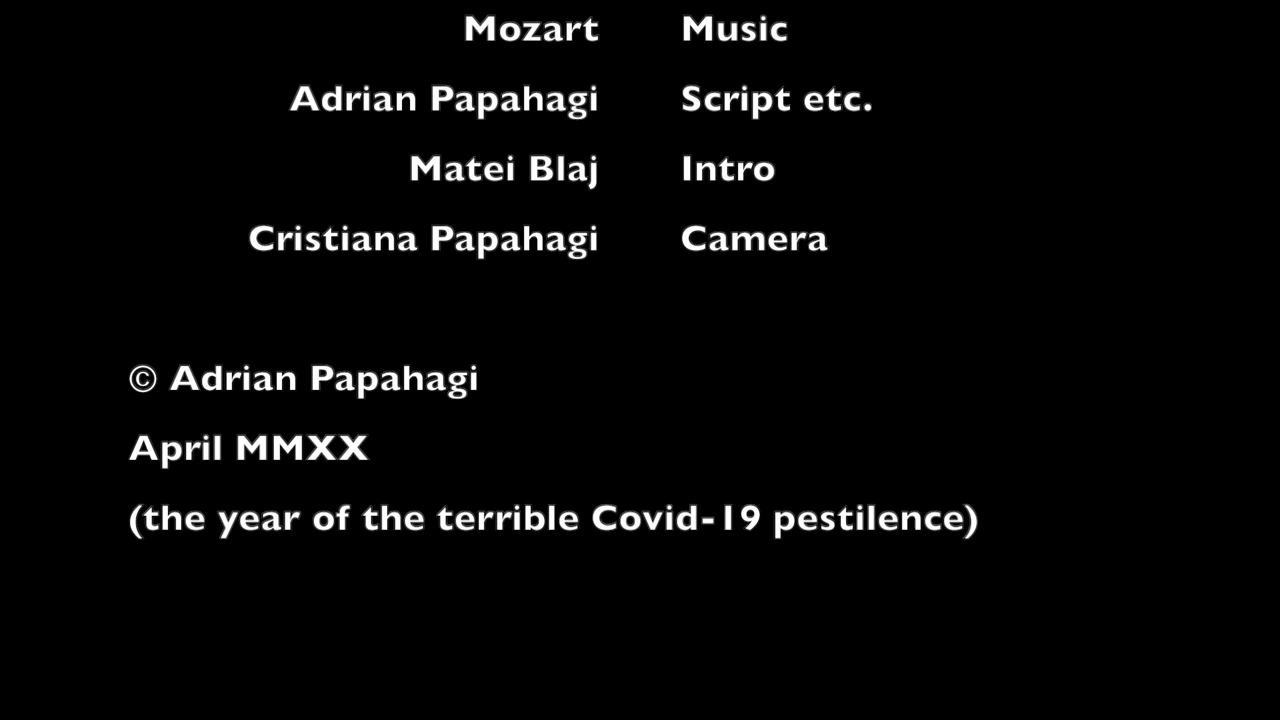 Mozart Music
Adrian Papahagi Script etc.
Matei Blaj Intro
Cristiana Papahagi Camera
© Adrian Papahagi
April MMXX
(the year of the terrible Covid-19 pestilence)